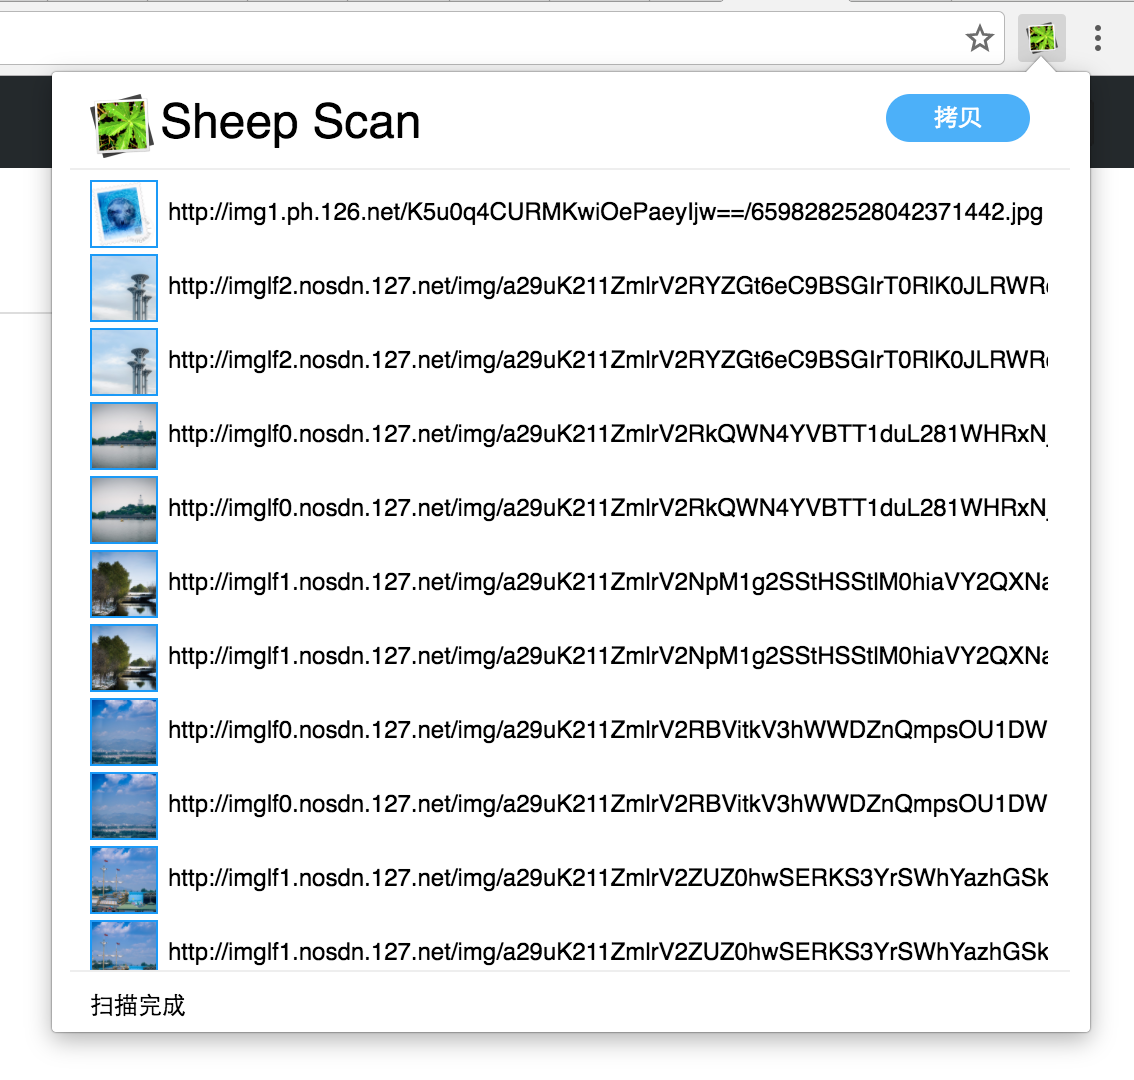 Sheep Scan
拷贝
http://img1.ph.126.net/K5u0q4CURMKwiOePaeyIjw==/6598282528042371442.jpg
http://imglf2.nosdn.127.net/img/a29uK211ZmlrV2RYZGt6eC9BSGIrT0RIK0JLRWR
http://imglf2.nosdn.127.net/img/a29uK211ZmlrV2RYZGt6eC9BSGIrT0RIK0JLRWR
http://imglf0.nosdn.127.net/img/a29uK211ZmlrV2RkQWN4YVBTT1duL281WHRxN
http://imglf0.nosdn.127.net/img/a29uK211ZmlrV2RkQWN4YVBTT1duL281WHRxN
http://imglf1.nosdn.127.net/img/a29uK211ZmlrV2NpM1g2SStHSStlM0hiaVY2QXNa
http://imglf1.nosdn.127.net/img/a29uK211ZmlrV2NpM1g2SStHSStlM0hiaVY2QXNa
http://imglf0.nosdn.127.net/img/a29uK211ZmlrV2RBVitkV3hWWDZnQmpsOU1DW
http://imglf0.nosdn.127.net/img/a29uK211ZmlrV2RBVitkV3hWWDZnQmpsOU1DW
http://imglf1.nosdn.127.net/img/a29uK211ZmlrV2ZUZ0hwSERKS3YrSWhYazhGSk
http://imglf1.nosdn.127.net/img/a29uK211ZmlrV2ZUZ0hwSERKS3YrSWhYazhGSk
扫描完成